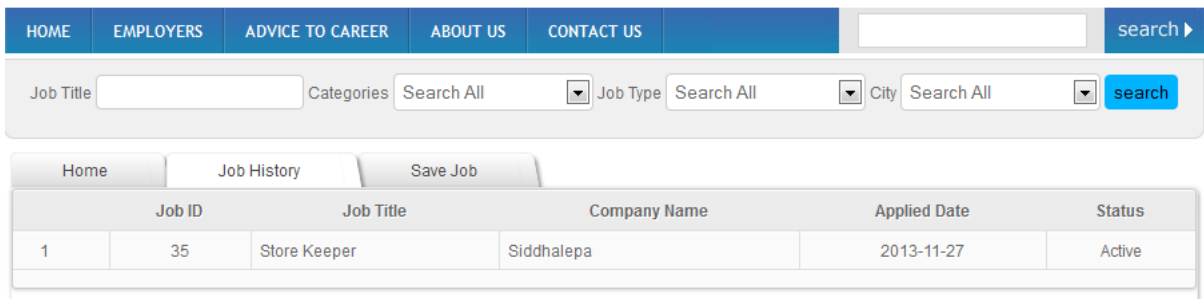 HOME EMPLOYERS ADVICE TO CAREER ABOUT US CONTACT US search
Job Title Categories Search All Job Type Search All City Search All search
Home Job History Save Job
Job ID Job Title Company Name Applied Date Status
1 35 Store Keeper Siddhalepa 2013-11-27 Active